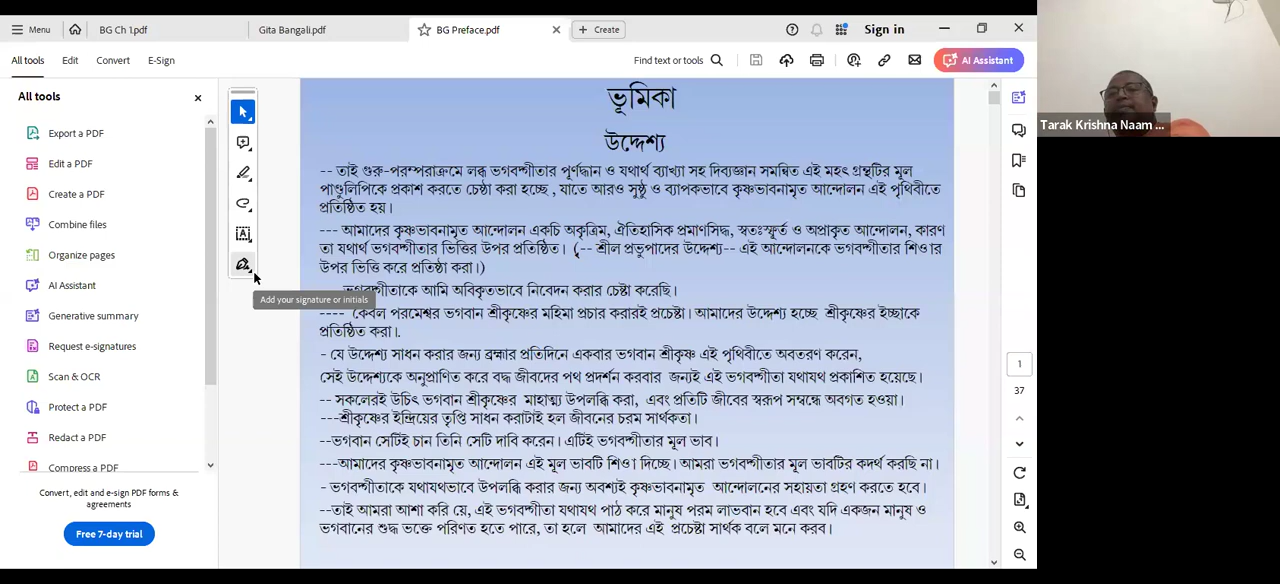 Menu
BG Ch 1.pdf
Gita Bangali.pdf
BG Preface.pdf
Create
Sign in
All tools
Edit
Convert
E-Sign
Find text or tools
AI Assistant
All tools
Export a PDF
Edit a PDF
Create a PDF
Combine files
Organize pages
AI Assistant
Generative summary
Request e-signatures
Scan & OCR
Protect a PDF
Redact a PDF
Compress a PDF
Convert, edit and e-sign PDF forms &
agreements
Free 7-day trial
Add your signature or initials
ভূমিকা
উদ্দেশ্য
-- তাই গুরু-পরম্পরাক্রমে লব্ধ ভগবদ্গীতার পূর্ণদ্ধান ও যথার্থ ব্যাখ্যা সহ দিব্যজ্ঞান সমন্বিত এই মহৎ গ্রন্থটির মূল
পাণ্ডুলিপিকে প্রকাশ করতে চেষ্ঠা করা হচ্ছে , যাতে আরও সুষ্ঠু ও ব্যাপকভাবে কৃষ্ণভাবনামৃত আন্দোলন এই পৃথিবীতে
প্রতিষ্ঠিত হয়।
--- আমাদের কৃষ্ণভাবনামৃত আন্দোলন একচি অকৃত্রিম, ঐতিহাসিক প্রমাণসিদ্ধ, স্বতঃস্ফূর্ত ও অপ্রাকৃত আন্দোলন, কারণ
তা যথার্থ ভগবদ্গীতার ভিত্তির উপর প্রতিষ্ঠিত। (-- শ্রীল প্রভুপাদের উদ্দেশ্য-- এই আন্দোলনকে ভগবদ্গীতার
উপর ভিত্তি করে প্রতিষ্ঠা করা।)
ভগবদ্গীতাকে আমি অবিকৃতভাবে নিবেদন করার চেষ্টা করেছি।
---- কেবল পরমেশ্বর ভগবান শ্রীকৃষ্ণের মহিমা প্রচার করারই প্রচেষ্টা। আমাদের উদ্দেশ্য হচ্ছে শ্রীকৃষ্ণের ইচ্ছাকে
প্রতিষ্ঠিত করা।.
- যে উদ্দেশ্য সাধন করার জন্য ব্রহ্মার প্রতিদিনে একবার ভগবান শ্রীকৃষ্ণ এই পৃথিবীতে অবতরণ করেন,
সেই উদ্দেশ্যকে অনুপ্রাণিত করে বদ্ধ জীবদের পথ প্রদর্শন করবার জন্যই এই ভগবদ্গীতা যথাযথ প্রকাশিত হয়েছে।
-- সকলেরই উচিৎ ভগবান শ্রীকৃষ্ণের মাহাত্ম্য উপলব্ধি করা, এবং প্রতিটি জীবের স্বরূপ সম্বন্ধে অবগত হওয়া।
---শ্রীকৃষ্ণের ইন্দ্রিয়ের তৃপ্তি সাধন করাটাই হল জীবনের চরম সার্থকতা।
--ভগবান সেটিই চান তিনি সেটি দাবি করেন। এটিই ভগবদ্গীতার মূল ভাব।
---আমাদের কৃষ্ণভাবনামৃত আন্দোলন এই মূল ভাবটি দিচ্ছে। আমরা ভগবদ্গীতার মূল ভাবটির কদর্থ করছি না।
- ভগবদ্গীতাকে যথাযথভাবে উপলব্ধি করার জন্য অবশ্যই কৃষ্ণভাবনামৃত আন্দোলনের সহায়তা গ্রহণ করতে হবে।
--তাই আমরা আশা করি যে, এই ভগবদ্গীতা যথাযথ পাঠ করে মানুষ পরম লাভবান হবে এবং যদি একজন মানুষ ও
ভগবানের শুদ্ধ ভক্তে পরিণত হতে পারে, তা হলে আমাদের এই প্রচেষ্টা সার্থক বলে মনে করব।
1
37
Tarak Krishna Naam ...